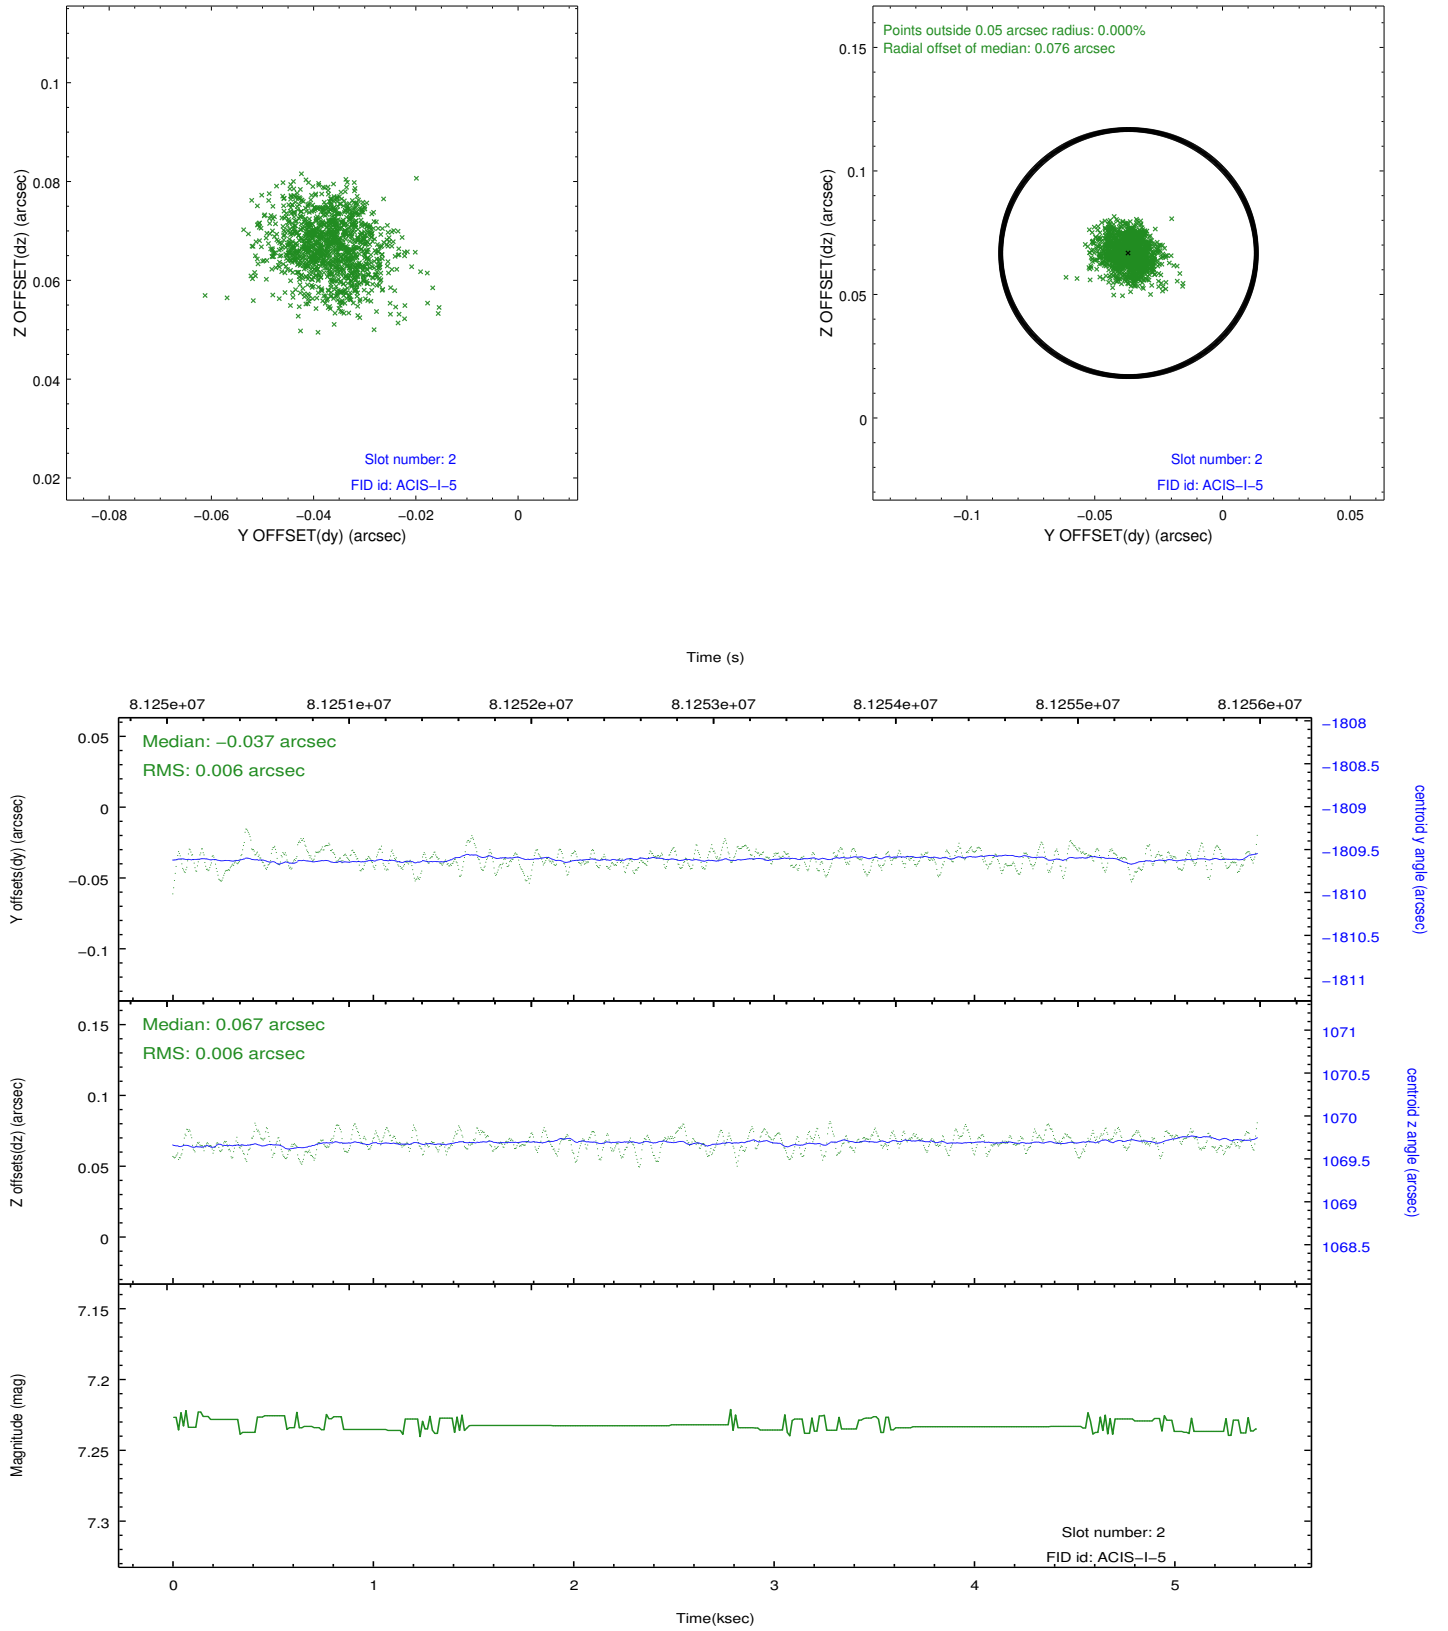 0.1
0.08
0.06
0.04
0.02
Z OFFSET(dz) (arcsec)
Slot number: 2
FID id: ACIS−I−5
−0.08 −0.06 −0.04 −0.02 0
Y OFFSET(dy) (arcsec)
Points outside 0.05 arcsec radius: 0.000%
Radial offset of median: 0.076 arcsec
0.15
0.1
0.05
0
Z OFFSET(dz) (arcsec)
Slot number: 2
FID id: ACIS−I−5
−0.1 −0.05 0 0.05
Y OFFSET(dy) (arcsec)
Time (s)
8.125e+07 8.1251e+07 8.1252e+07 8.1253e+07 8.1254e+07 8.1255e+07 8.1256e+07
Median: −0.037 arcsec
RMS: 0.006 arcsec
0.05
0
−0.05
−0.1
Y offsets(dy) (arcsec)
−1808
−1808.5
−1809
−1809.5
−1810
−1810.5
−1811
centroid y angle (arcsec)
Median: 0.067 arcsec
RMS: 0.006 arcsec
0.15
0.1
0.05
0
Z offsets(dz) (arcsec)
1071
1070.5
1070
1069.5
1069
1068.5
centroid z angle (arcsec)
7.15
7.2
7.25
7.3
Magnitude (mag)
Slot number: 2
FID id: ACIS−I−5
0 1 2 3 4 5
Time(ksec)